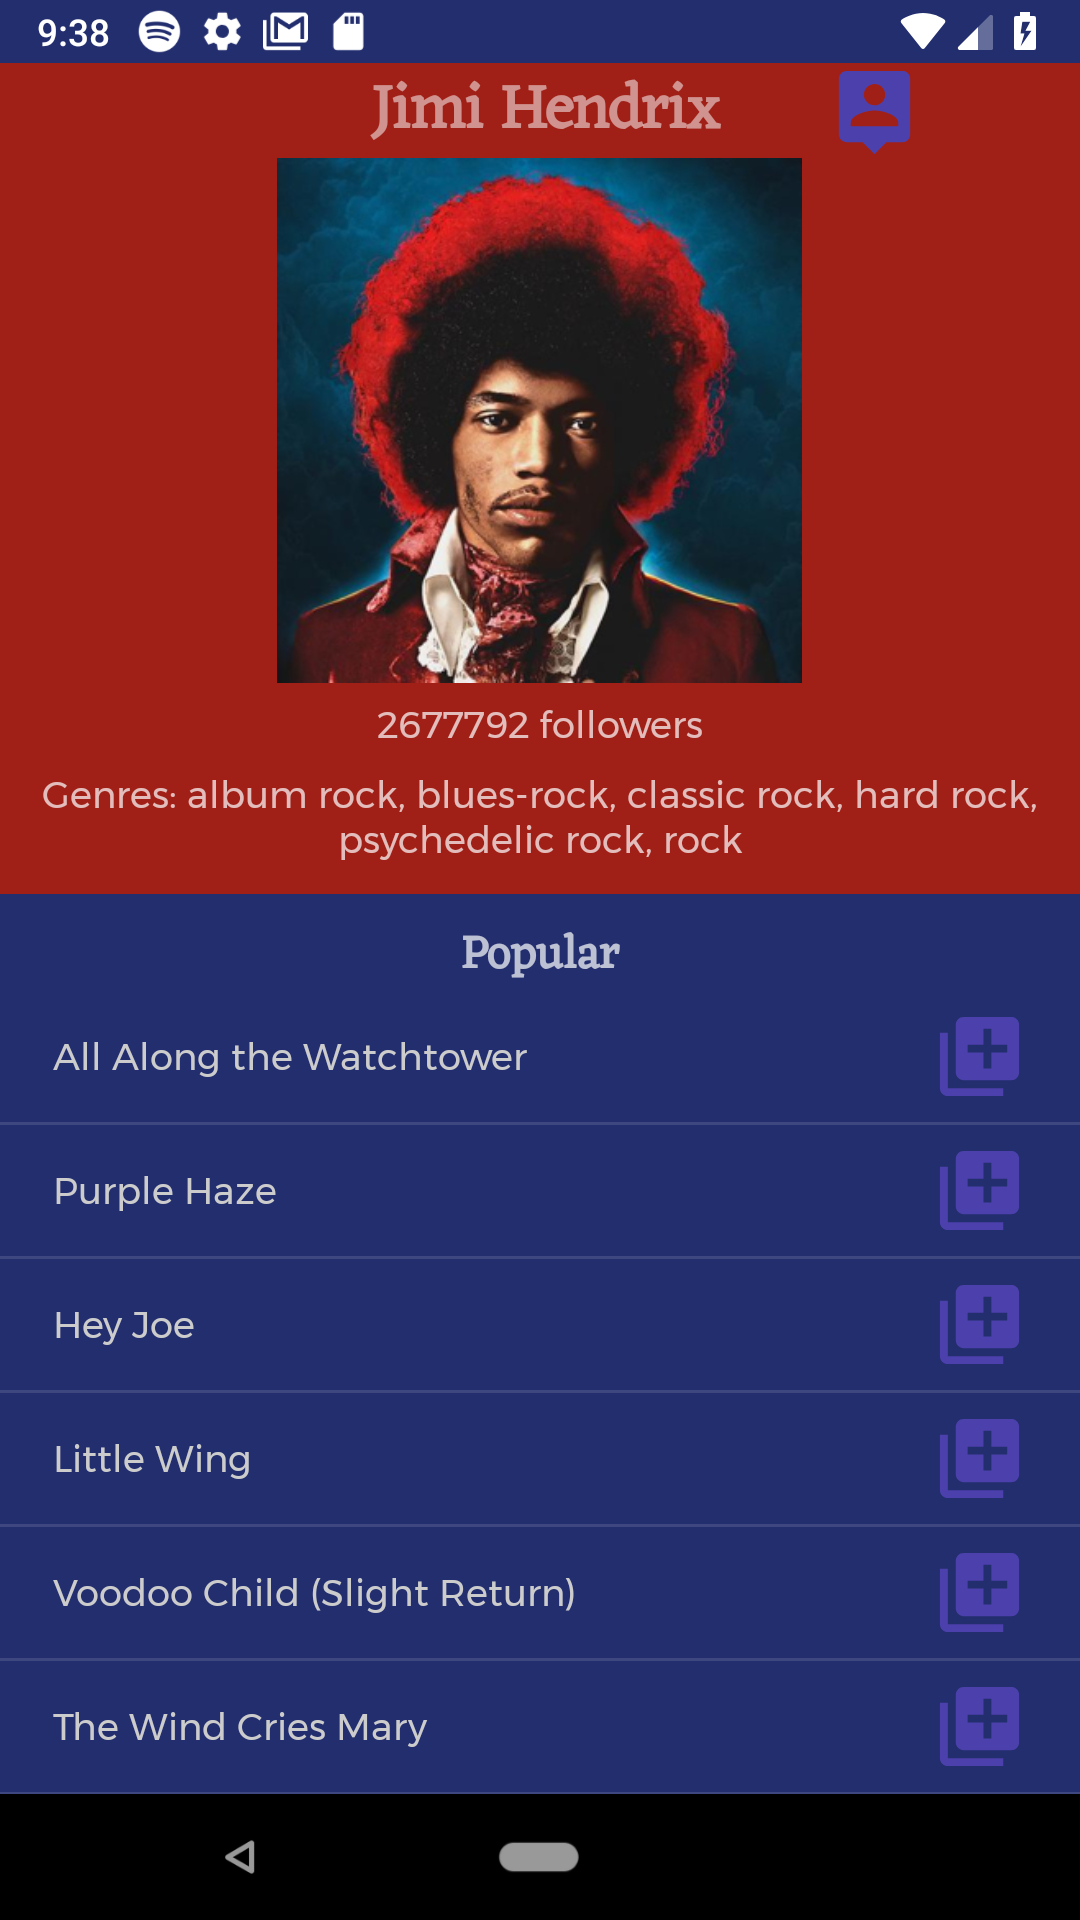 9:38
Jimi Hendrix
2677792 followers
Genres: album rock, blues-rock, classic rock, hard rock,
psychedelic rock, rock
Popular
All Along the Watchtower
Purple Haze
Hey Joe
Little Wing
Voodoo Child (Slight Return)
The Wind Cries Mary